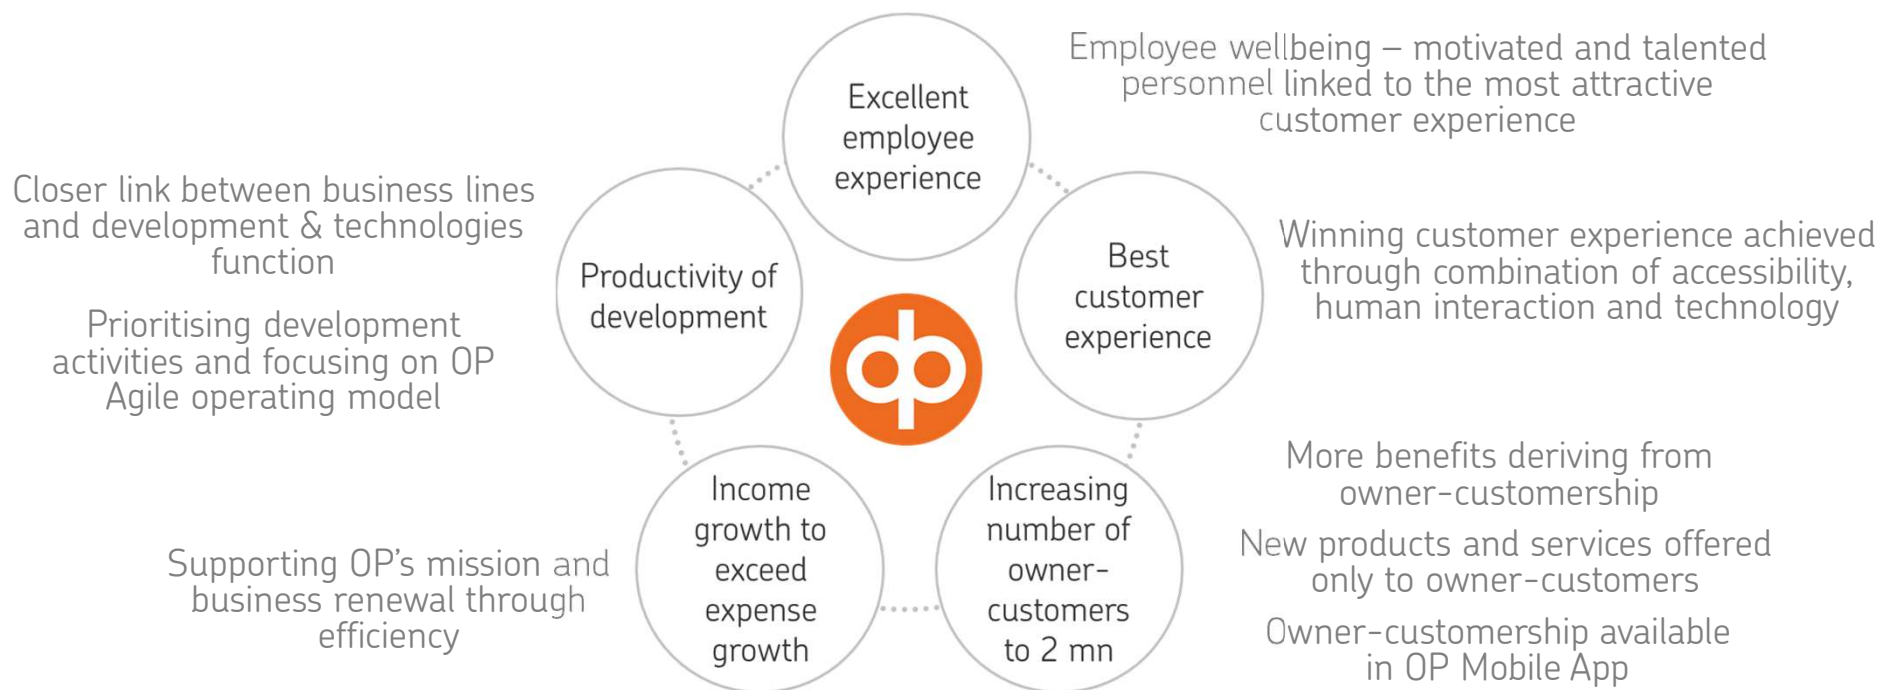 Excellent
employee
experience
Employee wellbeing – motivated and talented
personnel linked to the most attractive
customer experience
Best
customer
experience
Winning customer experience achieved
through combination of accessibility,
human interaction and technology
Increasing
number of
owner-
customers
to 2 mn
More benefits deriving from
owner-customership
New products and services offered
only to owner-customers
Owner-customership available
in OP Mobile App
Income
growth to
exceed
expense
growth
Supporting OP's mission and
business renewal through
efficiency
Productivity of
development
Closer link between business lines
and development & technologies
function
Prioritising development
activities and focusing on OP
Agile operating model